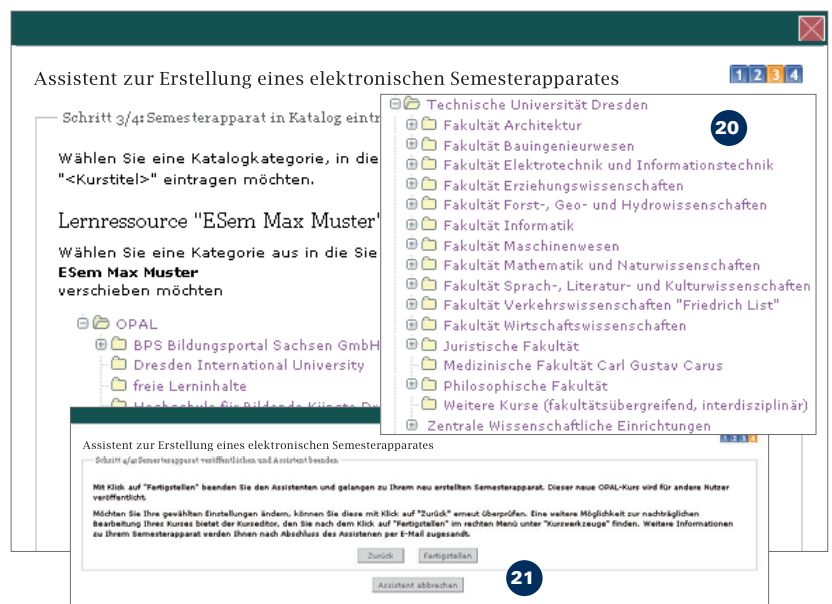 Assistent zur Erstellung eines elektronischen Semesterapparates
1 2 3 4
Schritt 3/4: Semesterapparat in Katalog eintr
Wählen Sie eine Katalogkategorie, in die
"<Kurstitel>" eintragen möchten.
Lernressource "ESem Max Muster"
Wählen Sie eine Kategorie aus in die Sie
ESem Max Muster
verschieben möchten
OPAL
BPS Bildungsportal Sachsen GmbH
Dresden International University
freie Lerninhalte
Hochschule für Bildende Künste Dr
Technische Universität Dresden
20
Fakultät Architektur
Fakultät Bauingenieurwesen
Fakultät Elektrotechnik und Informationstechnik
Fakultät Erziehungswissenschaften
Fakultät Forst-, Geo- und Hydrowissenschaften
Fakultät Informatik
Fakultät Maschinenwesen
Fakultät Mathematik und Naturwissenschaften
Fakultät Sprach-, Literatur- und Kulturwissenschaften
Fakultät Verkehrswissenschaften "Friedrich List"
Fakultät Wirtschaftswissenschaften
Juristische Fakultät
Medizinische Fakultät Carl Gustav Carus
Philosophische Fakultät
Weitere Kurse (fakultätsübergreifend, interdisziplinär)
Zentrale Wissenschaftliche Einrichtungen
Assistent zur Erstellung eines elektronischen Semesterapparates
1 2 3 4
Schritt 4/4: Semesterapparat veröffentlichen und Assistent beenden
Mit Klick auf "Fertigstellen" beenden Sie den Assistenten und gelangen zu Ihrem neu erstellten Semesterapparat. Dieser neue OPAL-Kurs wird für andere Nutzer
veröffentlicht.
Möchten Sie Ihre gewählten Einstellungen ändern, können Sie diese mit Klick auf "Zurück" erneut überprüfen. Eine weitere Möglichkeit zur nachträglichen
Bearbeitung Ihres Kurses bietet der Kurseditor, den Sie nach dem Klick auf "Fertigstellen" im rechten Menü unter "Kurswerkzeuge" finden. Weitere Informationen
zu Ihrem Semesterapparat werden Ihnen nach Abschluss des Assistenen per E-Mail zugesandt.
Zurück
Fertigstellen
Assistent abbrechen
21